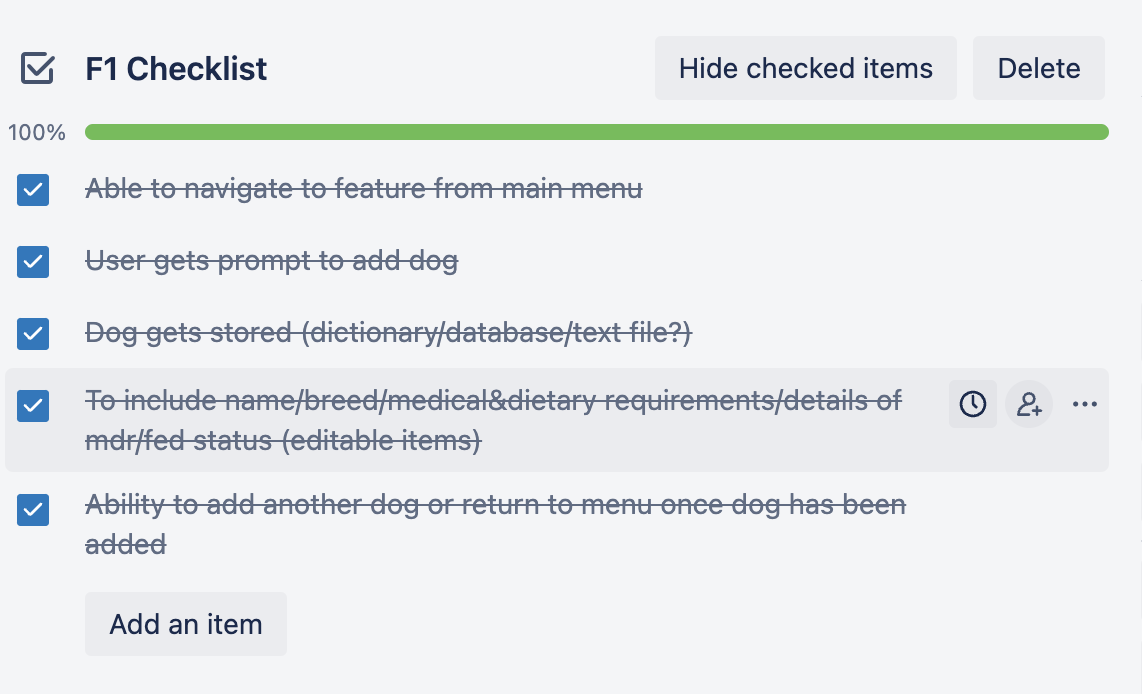 F1 Checklist
Hide checked items
Delete
100%
Able to navigate to feature from main menu
User gets prompt to add dog
Dog gets stored (dictionary/database/text file?)
To include name/breed/medical&dietary requirements/details of
mdr/fed status (editable items)
Ability to add another dog or return to menu once dog has been
added
Add an item